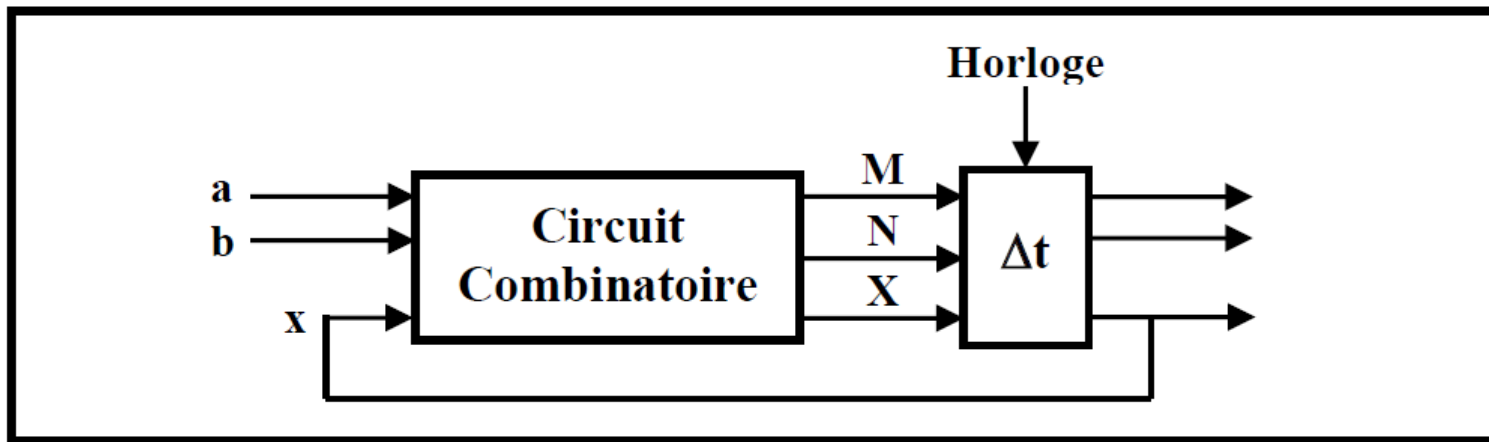 Horloge
a
b
x
Circuit
Combinatoire
M
N
X
Δt